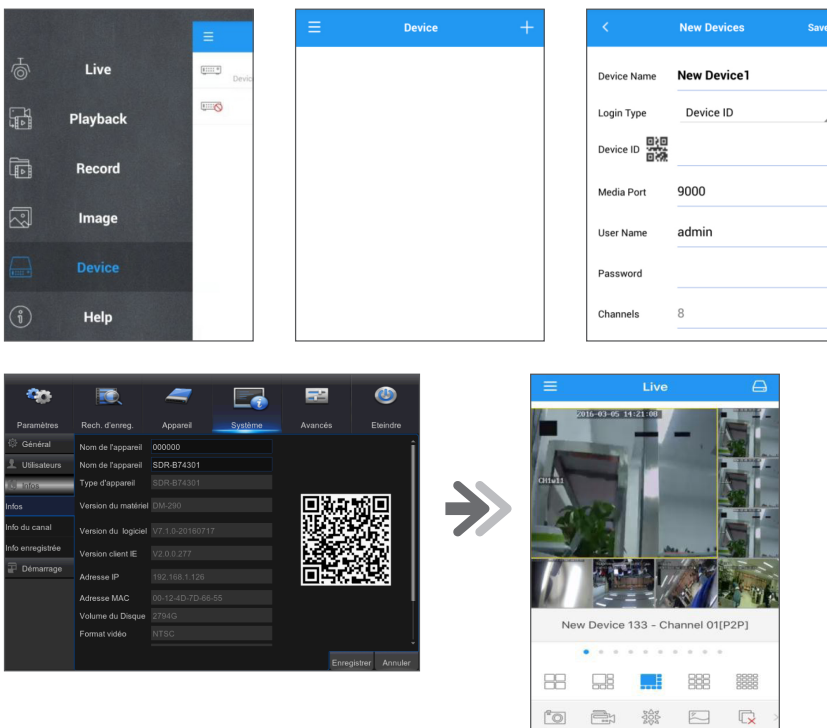 Live
Playback
Record
Image
Device
Help
Devic
Device
New Devices
Save
Device Name New Device1
Login Type Device ID
Device ID
Media Port 9000
User Name admin
Password
Channels 8
Paramètres Rech. d'enreg. Appareil Système Avancés Eteindre
Général
Utilisateurs
Infos
Infos
Info du canal
Info enregistrée
Démarrage
Nom de l'appareil 000000
Nom de l'appareil SDR-B74301
Type d'appareil SDR-B74301
Version du matériel DM-290
Version du logiciel V7.1.0-20160717
Version client IE V2.0.0.277
Adresse IP 192.168.1.126
Adresse MAC 00-12-4D-7D-66-55
Volume du Disque 2794G
Format vidéo NTSC
Enregistrer Annuler
Live
2016-03-05 14:21:00
New Device 133 - Channel 01[P2P]